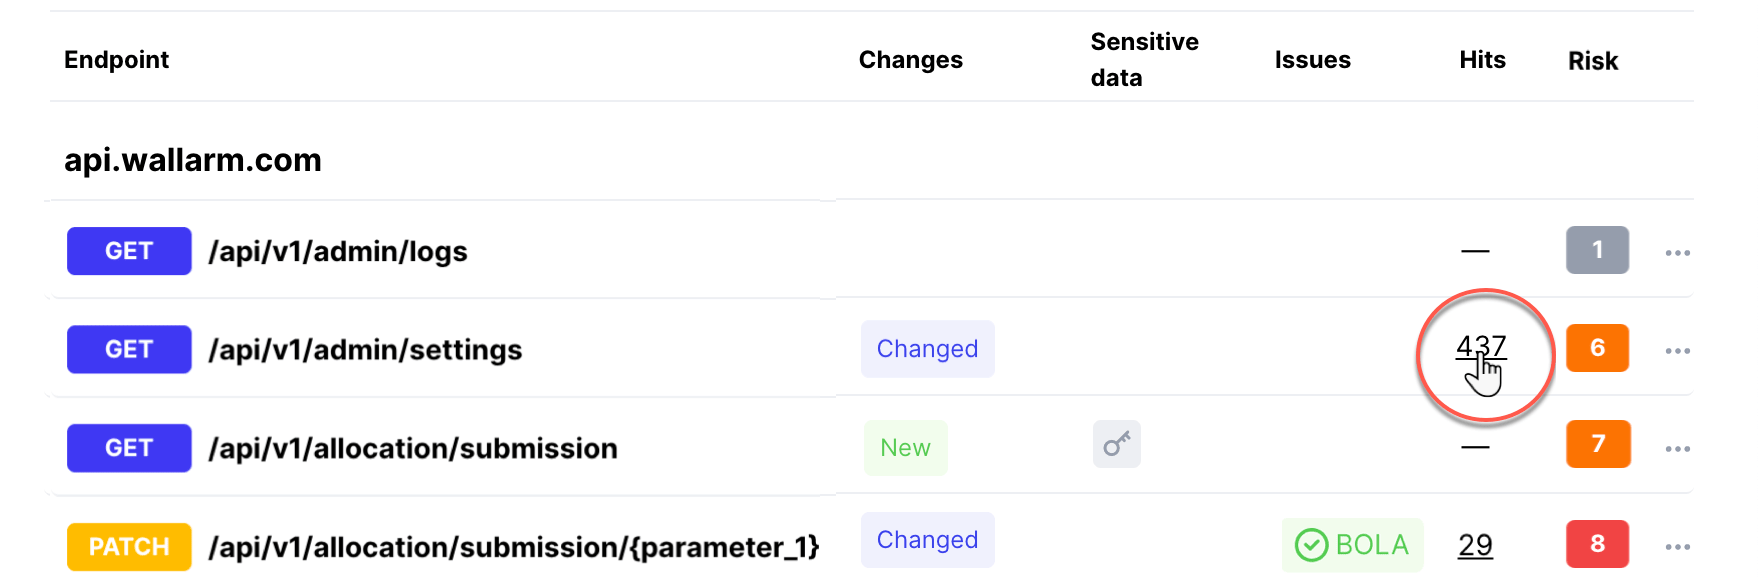 Endpoint Changes Sensitive data Issues Hits Risk
api.wallarm.com
GET /api/v1/admin/logs — 1 ...
GET /api/v1/admin/settings Changed 437 6 ...
GET /api/v1/allocation/submission New — 7 ...
PATCH /api/v1/allocation/submission/{parameter_1} Changed BOLA 29 8 ...